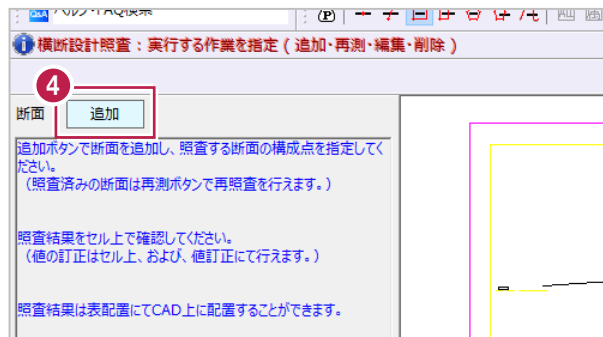 Q&A ヘルプ・FAQ検索
(P)
横断設計照査：実行する作業を指定（追加・再測・編集・削除）
4
断面 追加
追加ボタンで断面を追加し、照査する断面の構成点を指定してく
ださい。
（照査済みの断面は再測ボタンで再照査を行えます。）
照査結果をセル上で確認してください。
（値の訂正はセル上、および、値訂正にて行えます。）
照査結果は表配置にてCAD上に配置することができます。